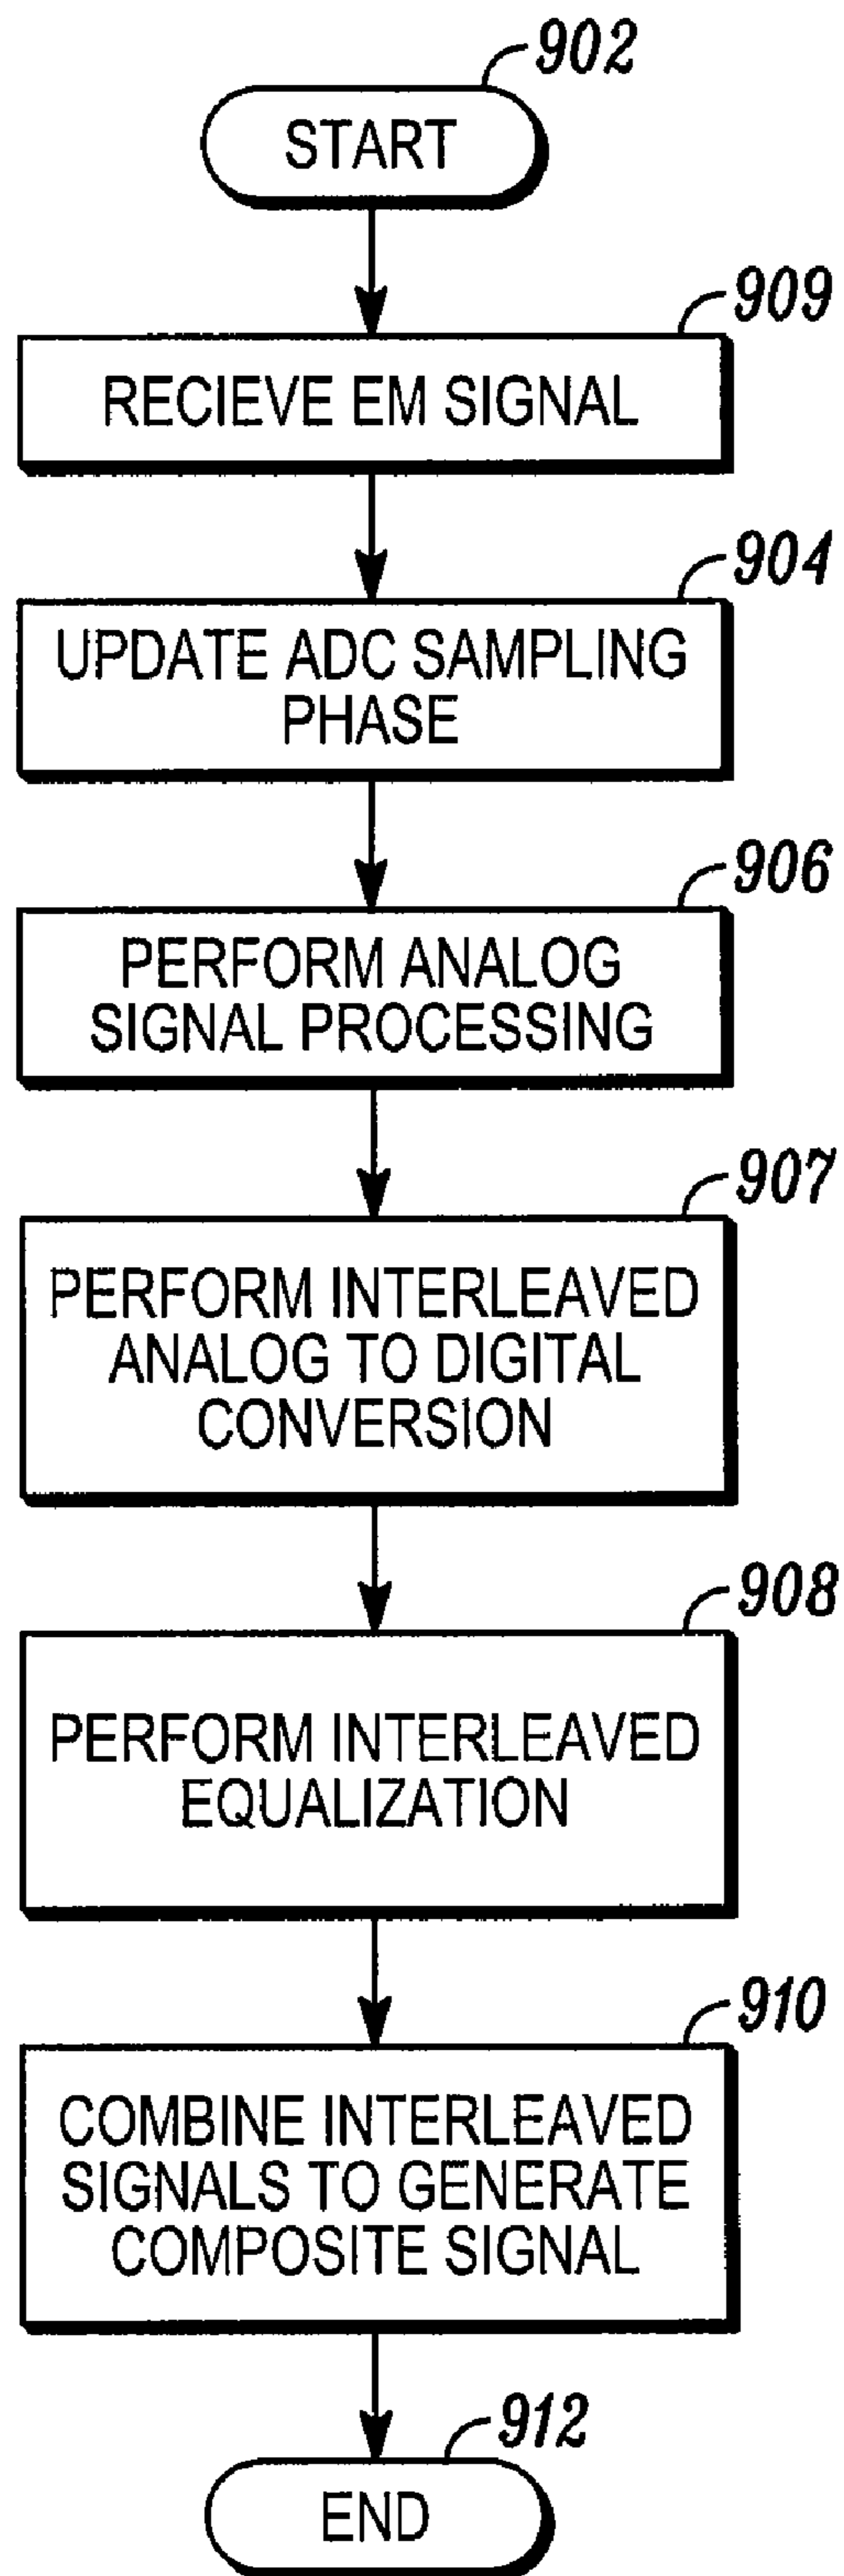 902
START
909
RECIEVE EM SIGNAL
904
UPDATE ADC SAMPLING
PHASE
906
PERFORM ANALOG
SIGNAL PROCESSING
907
PERFORM INTERLEAVED
ANALOG TO DIGITAL
CONVERSION
908
PERFORM INTERLEAVED
EQUALIZATION
910
COMBINE INTERLEAVED
SIGNALS TO GENERATE
COMPOSITE SIGNAL
912
END